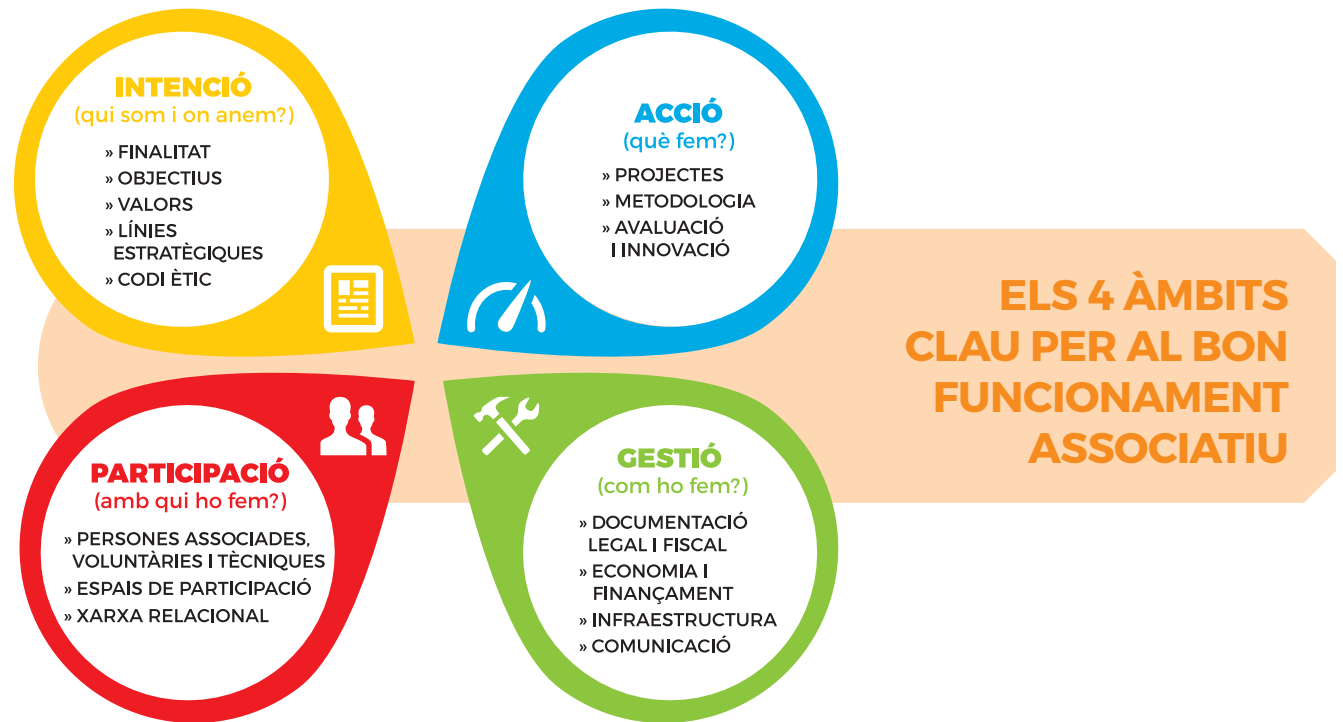 INTENCIÓ
(qui som i on anem?)
» FINALITAT
» OBJECTIUS
» VALORS
» LÍNIES
ESTRATÈGIQUES
» CODI ÈTIC
ACCIÓ
(què fem?)
» PROJECTES
» METODOLOGIA
» AVALUACIÓ
I INNOVACIÓ
PARTICIPACIÓ
(amb qui ho fem?)
» PERSONES ASSOCIADES,
VOLUNTÀRIES I TÈCNIQUES
» ESPAIS DE PARTICIPACIÓ
» XARXA RELACIONAL
GESTIÓ
(com ho fem?)
» DOCUMENTACIÓ
LEGAL I FISCAL
» ECONOMIA I
FINANÇAMENT
» INFRAESTRUCTURA
» COMUNICACIÓ
ELS 4 ÀMBITS
CLAU PER AL BON
FUNCIONAMENT
ASSOCIATIU